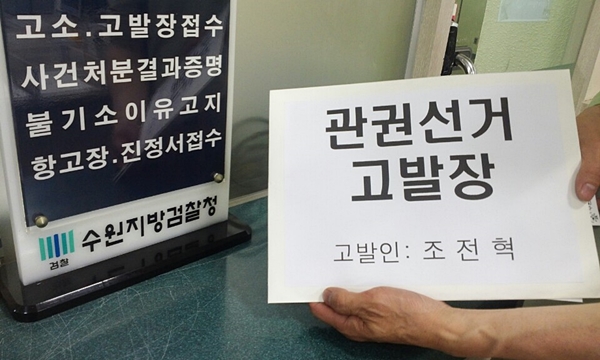 고소.고발장접수
사건처분결과증명
불기소이유고지
항고장.진정서접수
검찰
수원지방검찰청
관권선거
고발장
고발인: 조 전 혁